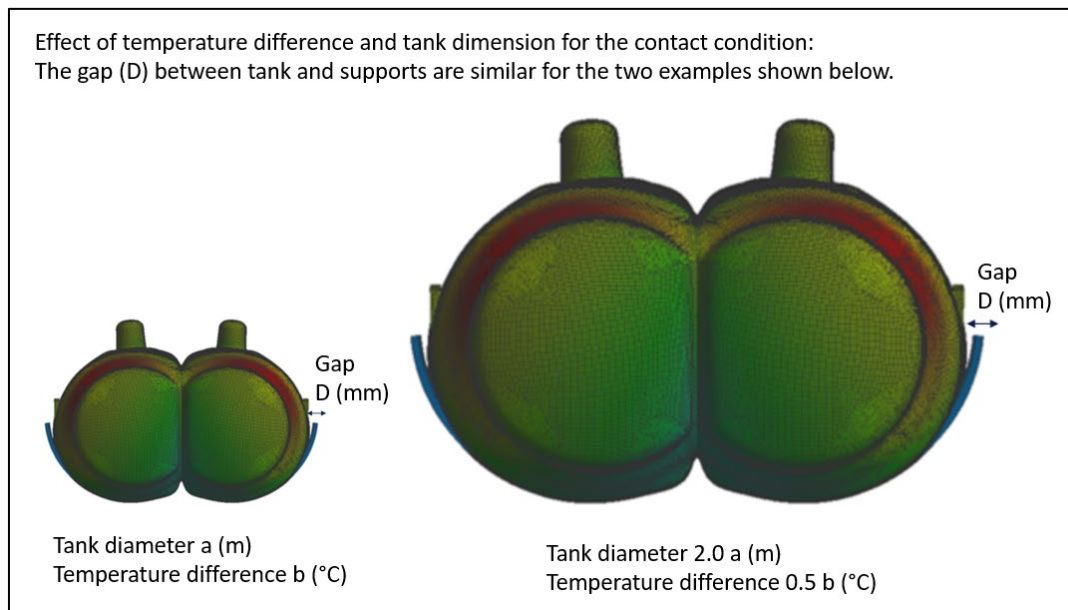 Effect of temperature difference and tank dimension for the contact condition:
The gap (D) between tank and supports are similar for the two examples shown below.
Gap
D (mm)
Gap
D (mm)
Tank diameter a (m)
Temperature difference b (°C)
Tank diameter 2.0 a (m)
Temperature difference 0.5 b (°C)